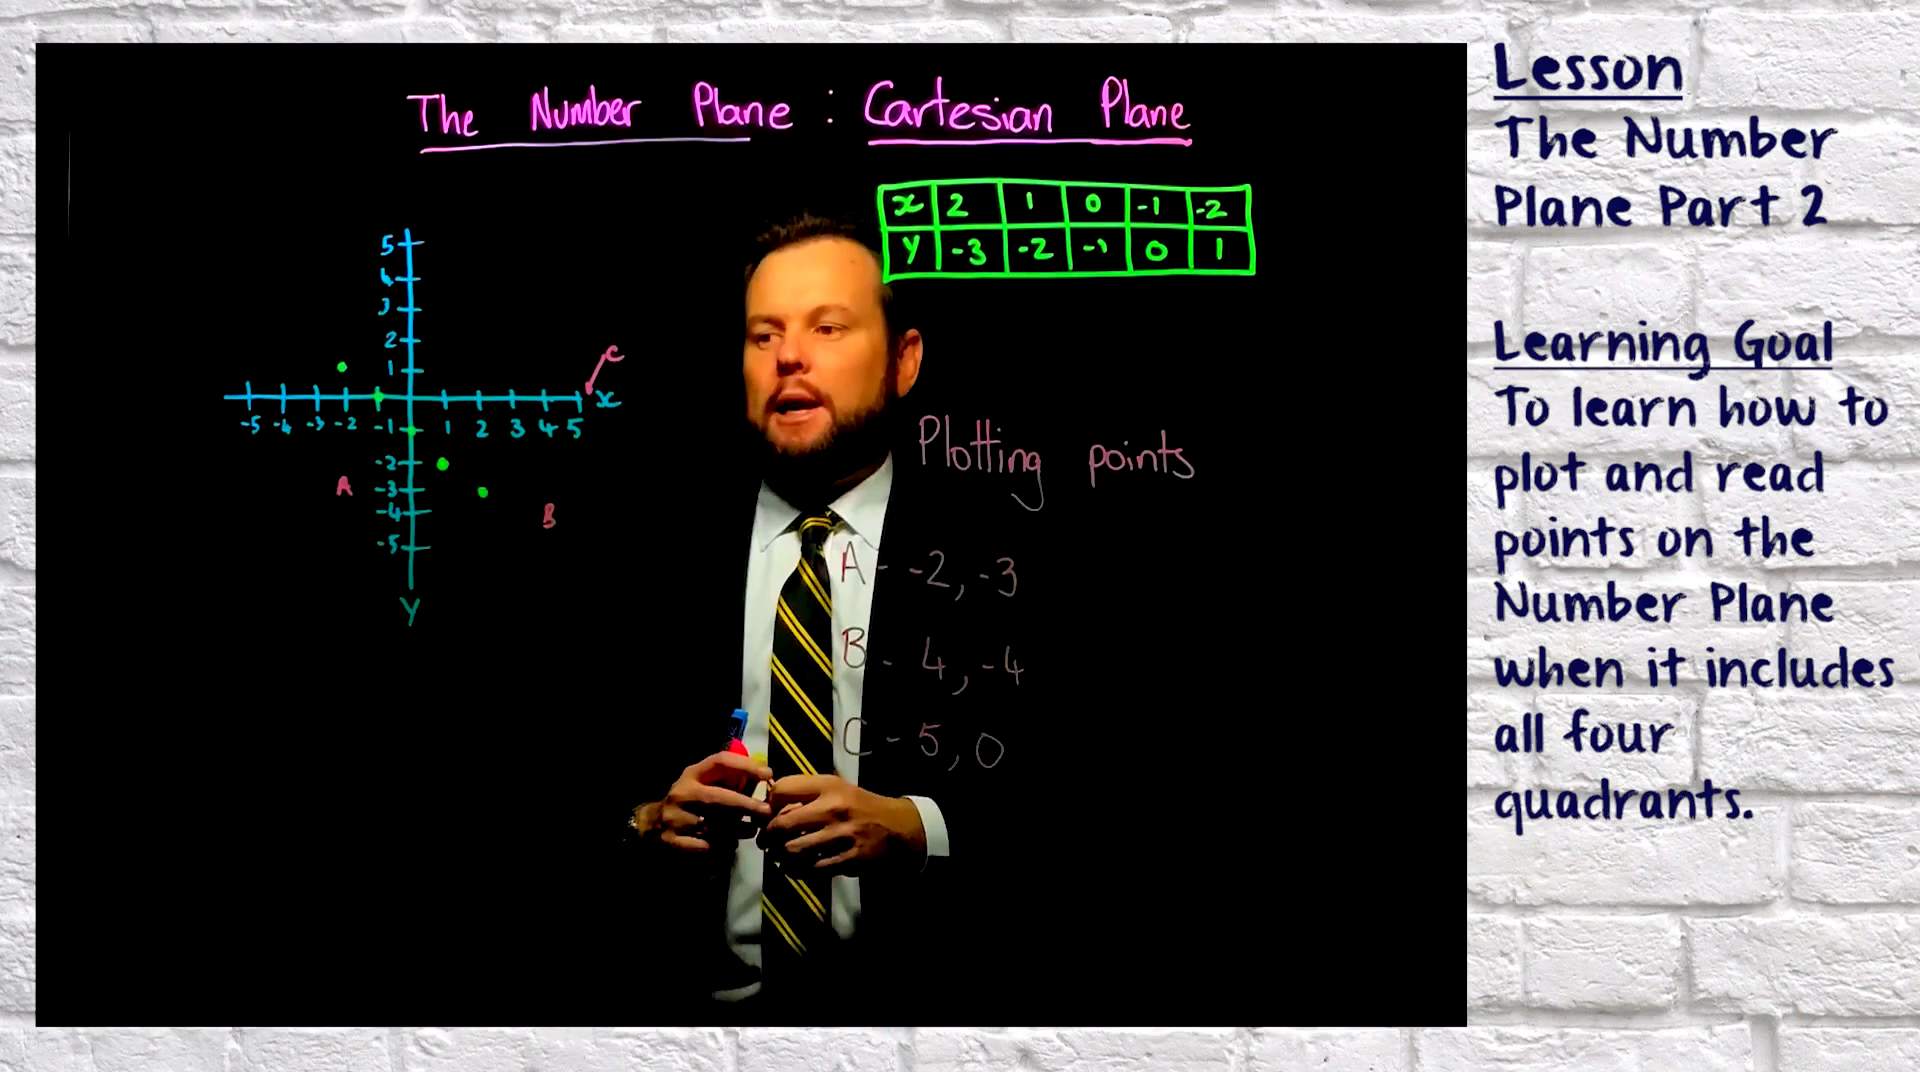 The Number Plane : Cartesian Plane
x 2 1 0 -1 -2
Y -3 -2 -1 0 1
5
4
3
2
1
C
x
-5 -4 -3 -2 -1 1 2 3 4 5
-2
A -3
-4 B
-5
Y
Plotting points
A - -2, -3
B - 4, -4
C - 5, 0
Lesson
The Number
Plane Part 2
Learning Goal
To learn how to
plot and read
points on the
Number Plane
when it includes
all four
quadrants.